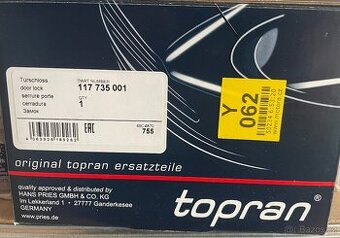 topran
Türschloss
door lock
serrure porte
cerradura
Замок
PART NUMBER
117 735 001
QTY
1
EAC
755
Y
062
original topran ersatzteile
quality approved & distributed by
HANS PRIES GMBH & CO. KG
Im Lekkerland 1 - 27777 Ganderkesee
GERMANY
www.pries.de
topran